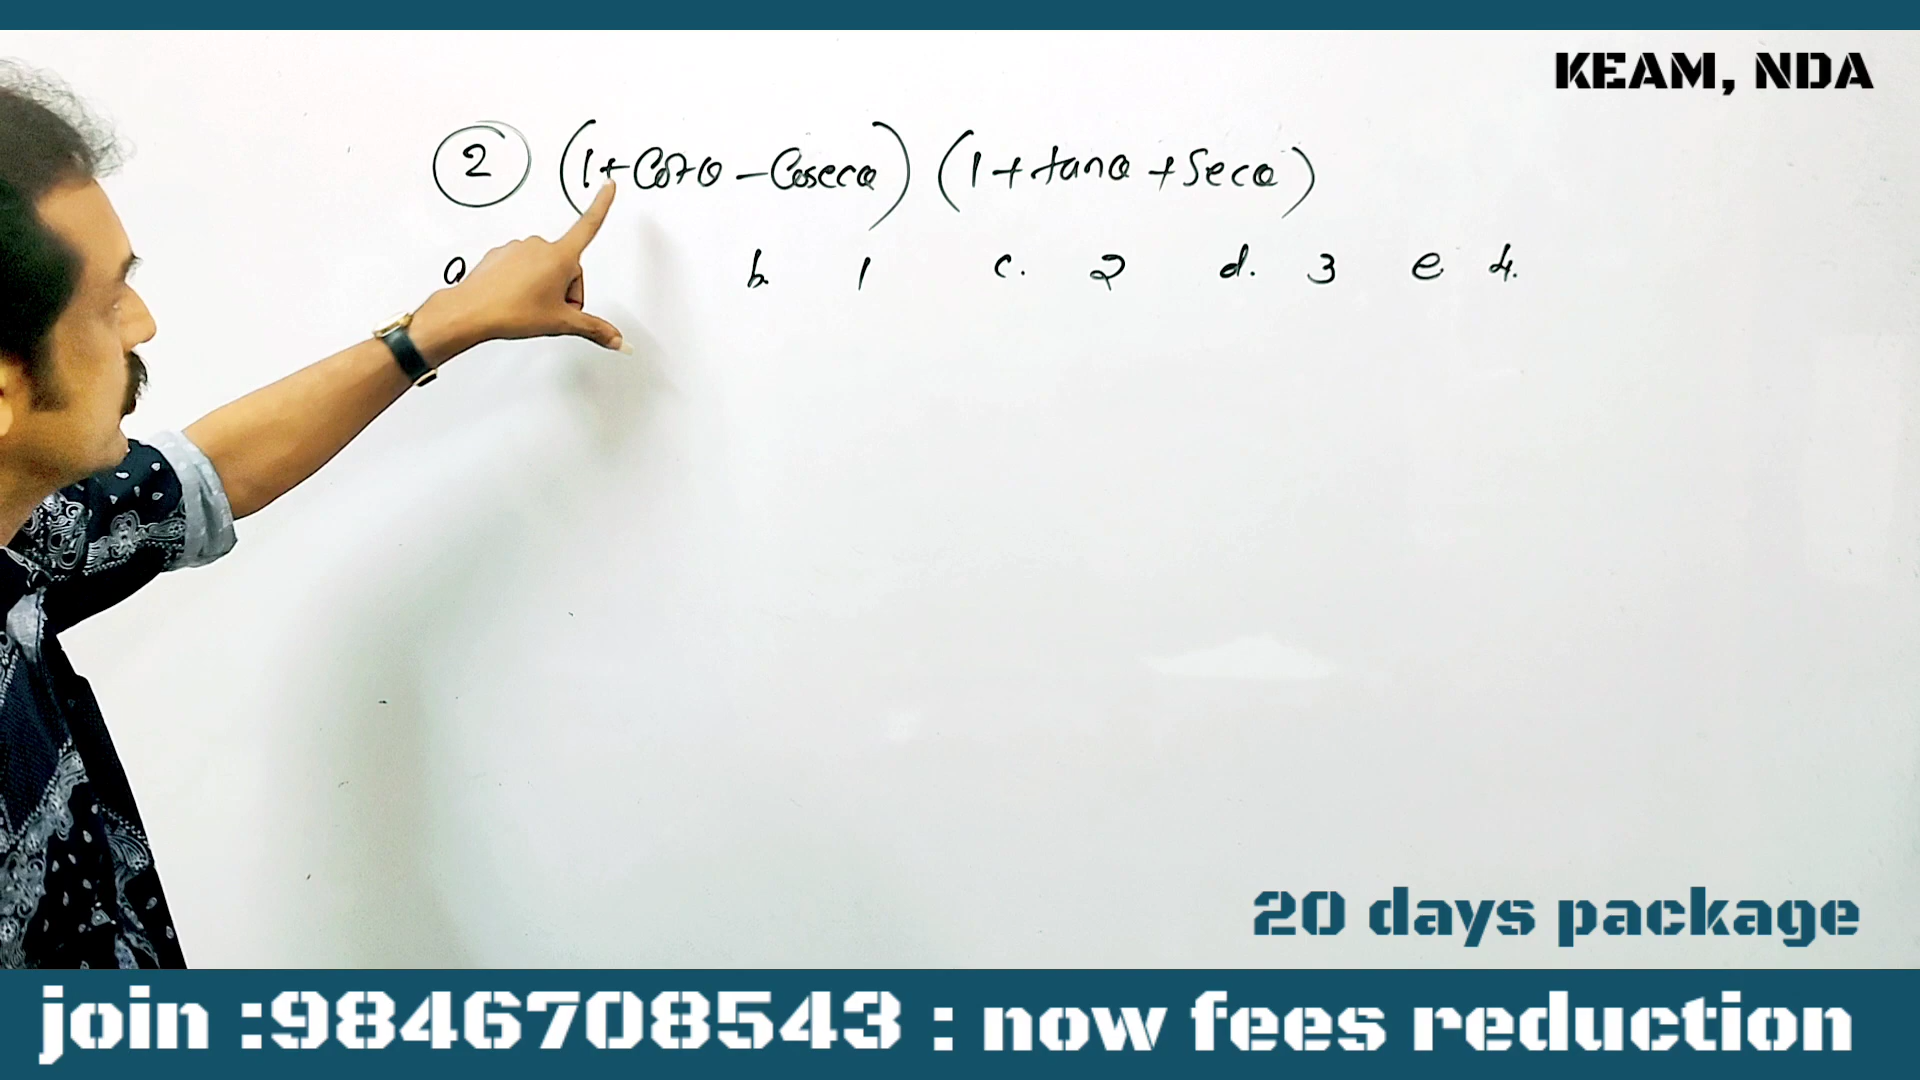 KEAM, NDA
2 (1+Cotθ -Cosecθ) (1+tanθ +Secθ)
a b. 1 c. 2 d. 3 e 4.
20 days package
join :9846708543 : now fees reduction